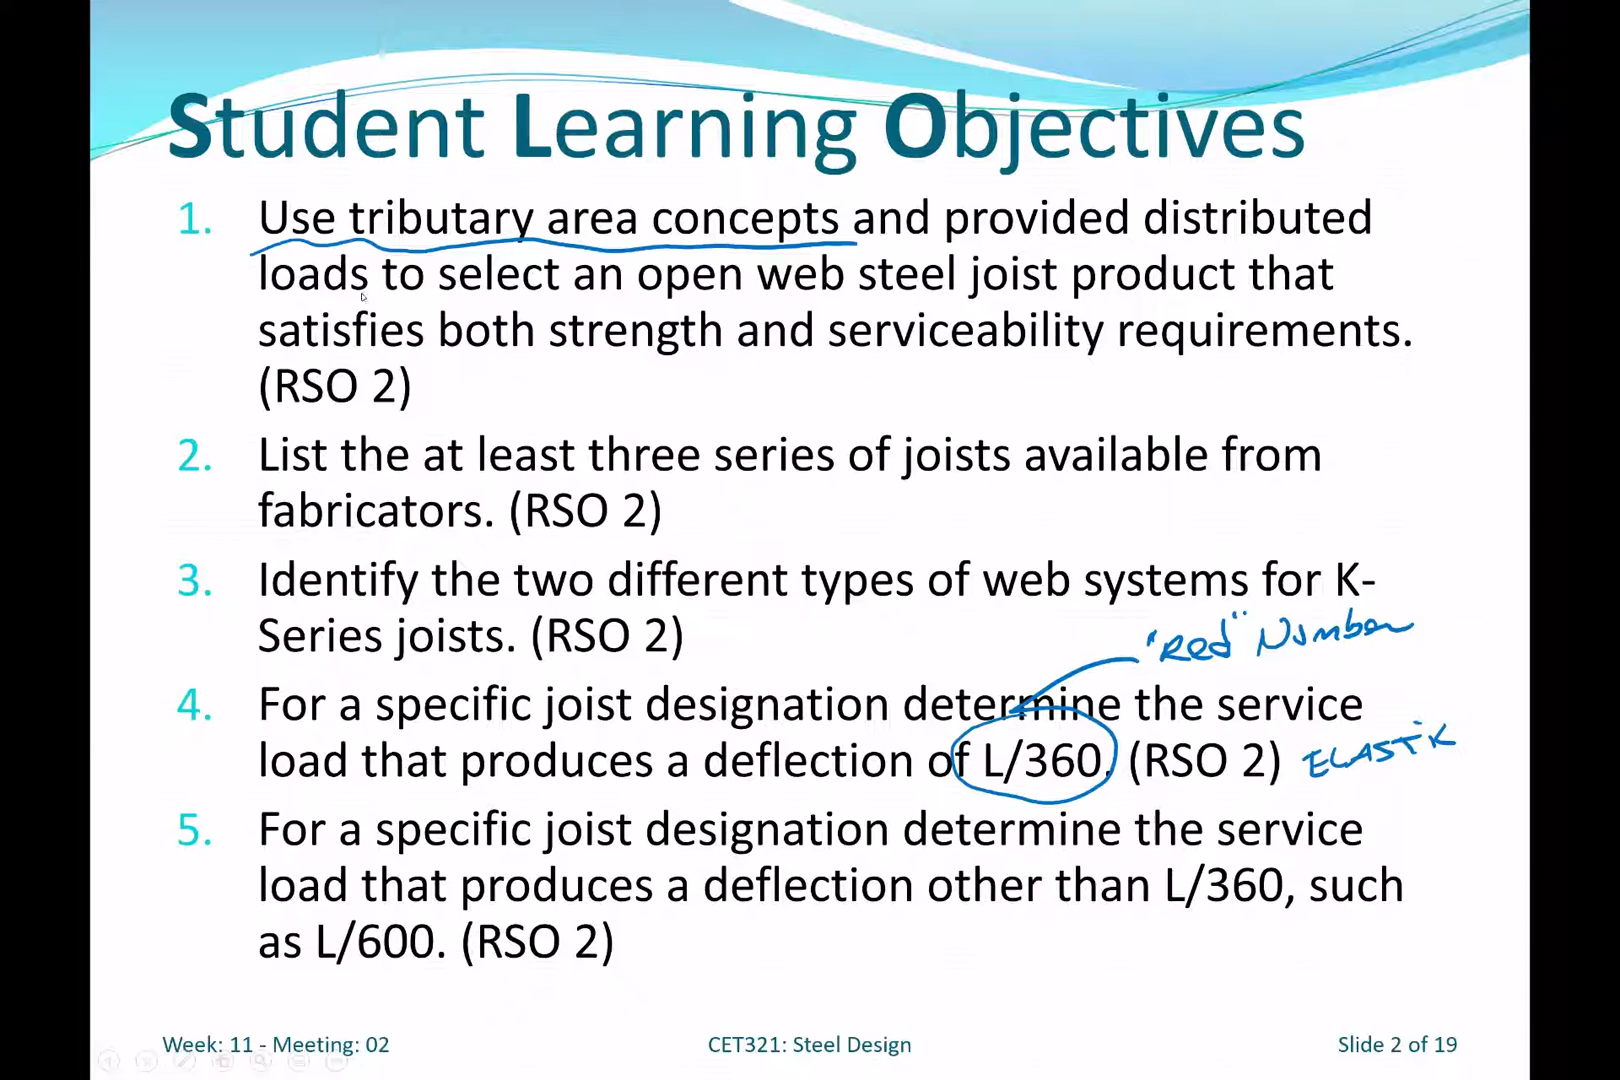 Student Learning Objectives
1. Use tributary area concepts and provided distributed
loads to select an open web steel joist product that
satisfies both strength and serviceability requirements.
(RSO 2)
2. List the at least three series of joists available from
fabricators. (RSO 2)
3. Identify the two different types of web systems for K-
Series joists. (RSO 2)
"Red" Number
4. For a specific joist designation determine the service
load that produces a deflection of L/360. (RSO 2) ELASTIK
5. For a specific joist designation determine the service
load that produces a deflection other than L/360, such
as L/600. (RSO 2)
Week: 11 - Meeting: 02 CET321: Steel Design Slide 2 of 19